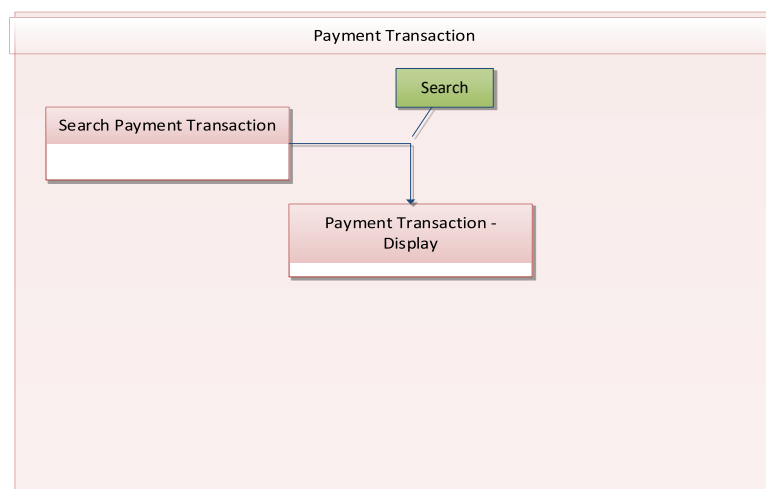 Payment Transaction
Search
Search Payment Transaction
Payment Transaction -
Display